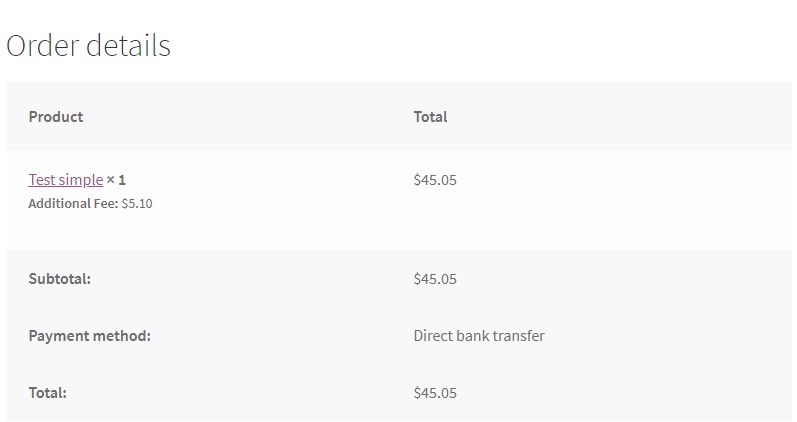 Order details
Product Total
Test simple × 1 $45.05
Additional Fee: $5.10
Subtotal: $45.05
Payment method: Direct bank transfer
Total: $45.05